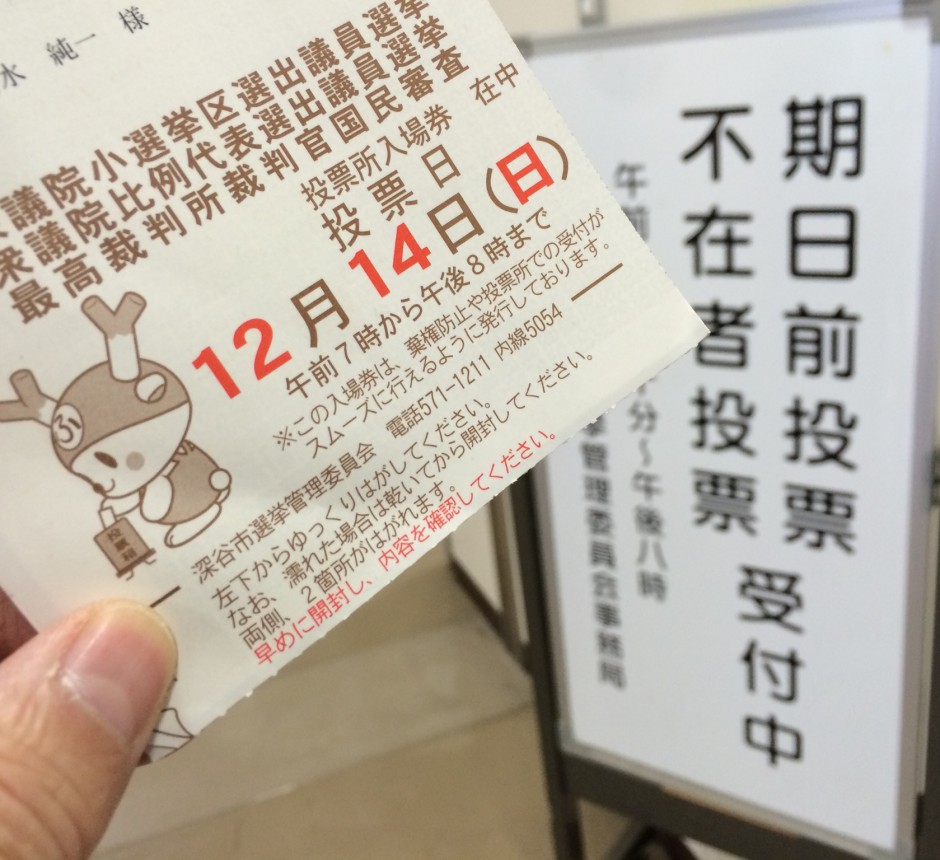 水 純一 様
議院小選挙区選出議員選挙
衆議院比例代表選出議員選挙
最高裁判所裁判官国民審査
投票所入場券 在中
投票日
12月14日(日)
午前7時から午後8時まで
※この入場券は、棄権防止や投票所での受付が
スムーズに行えるように発行しております。
深谷市選挙管理委員会 電話571-1211 内線5054
左下からゆっくりはがしてください。
なお、濡れた場合は乾いてから開封してください。
両側、2箇所がはがれます。
早めに開封し、内容を確認してください。
ふ
投票箱
期日前投票 受付中
不在者投票
午前
分～午後八時
管理委員会事務局